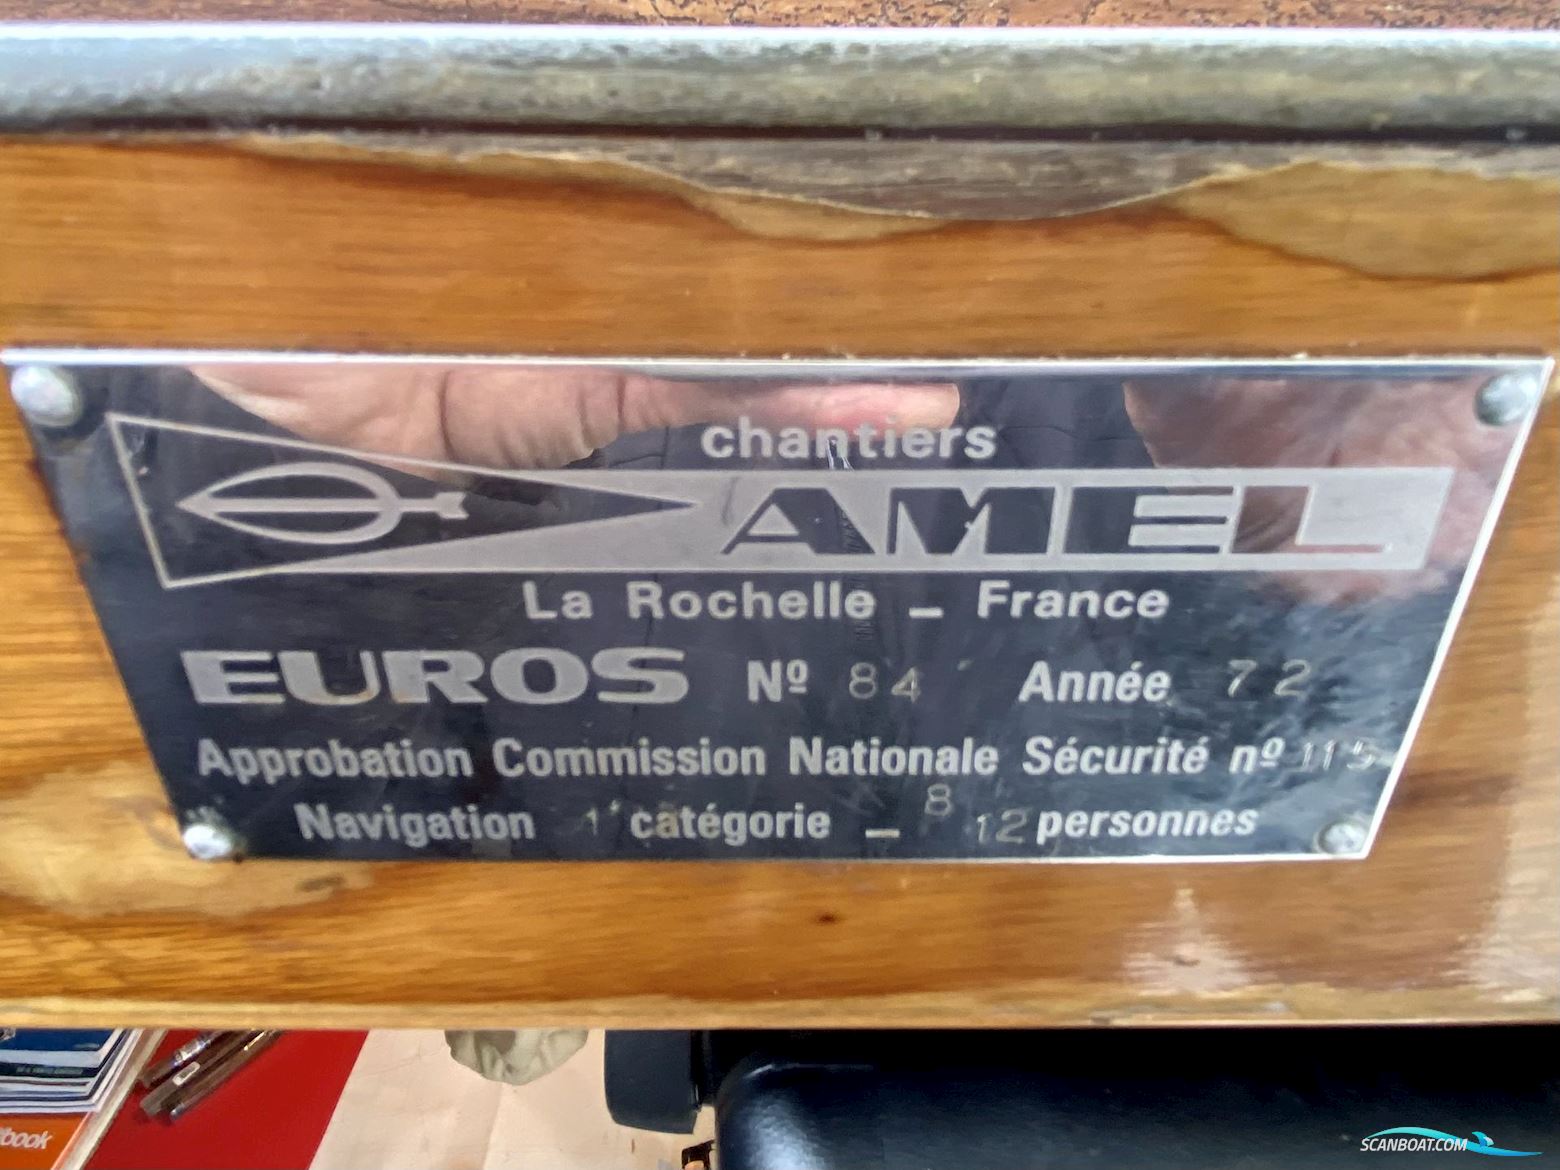 chantiers
AMEL
La Rochelle – France
EUROS Nº 84 Année 72
Approbation Commission Nationale Sécurité nº 115
8
Navigation 1° catégorie – 12 personnes
book
SCANBOAT.COM